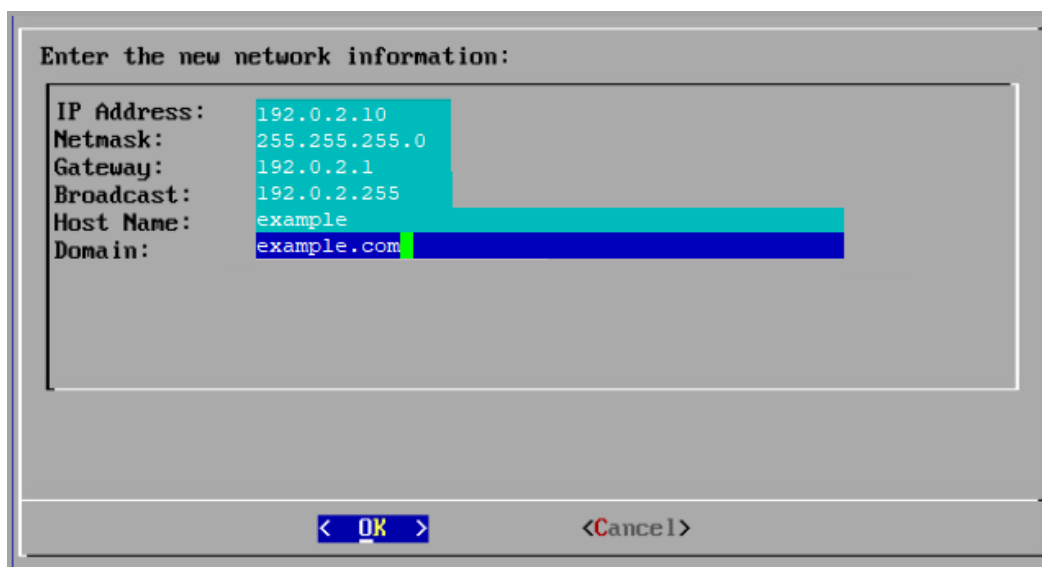 Enter the new network information:
IP Address: 192.0.2.10
Netmask: 255.255.255.0
Gateway: 192.0.2.1
Broadcast: 192.0.2.255
Host Name: example
Domain: example.com
< OK > <Cancel>